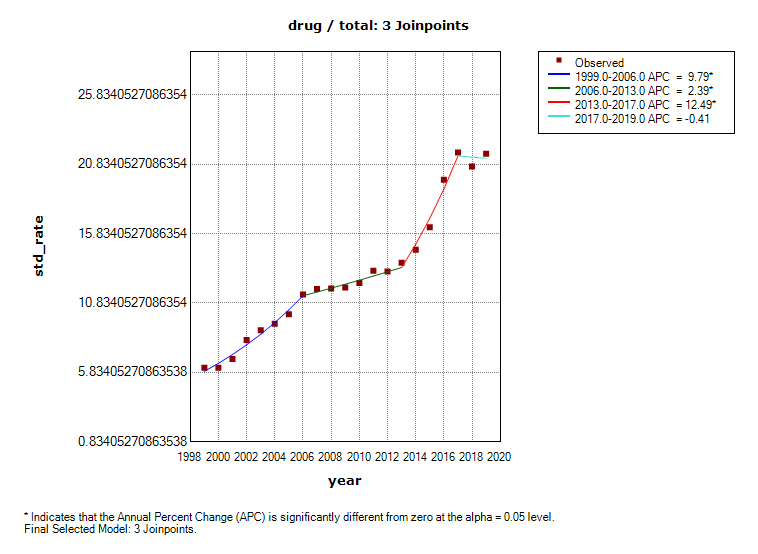 drug / total: 3 Joinpoints
Observed
1999.0-2006.0 APC = 9.79*
2006.0-2013.0 APC = 2.39*
2013.0-2017.0 APC = 12.49*
2017.0-2019.0 APC = -0.41
std_rate
25.8340527086354
20.8340527086354
15.8340527086354
10.8340527086354
5.83405270863538
0.83405270863538
1998 2000 2002 2004 2006 2008 2010 2012 2014 2016 2018 2020
year
* Indicates that the Annual Percent Change (APC) is significantly different from zero at the alpha = 0.05 level.
Final Selected Model: 3 Joinpoints.